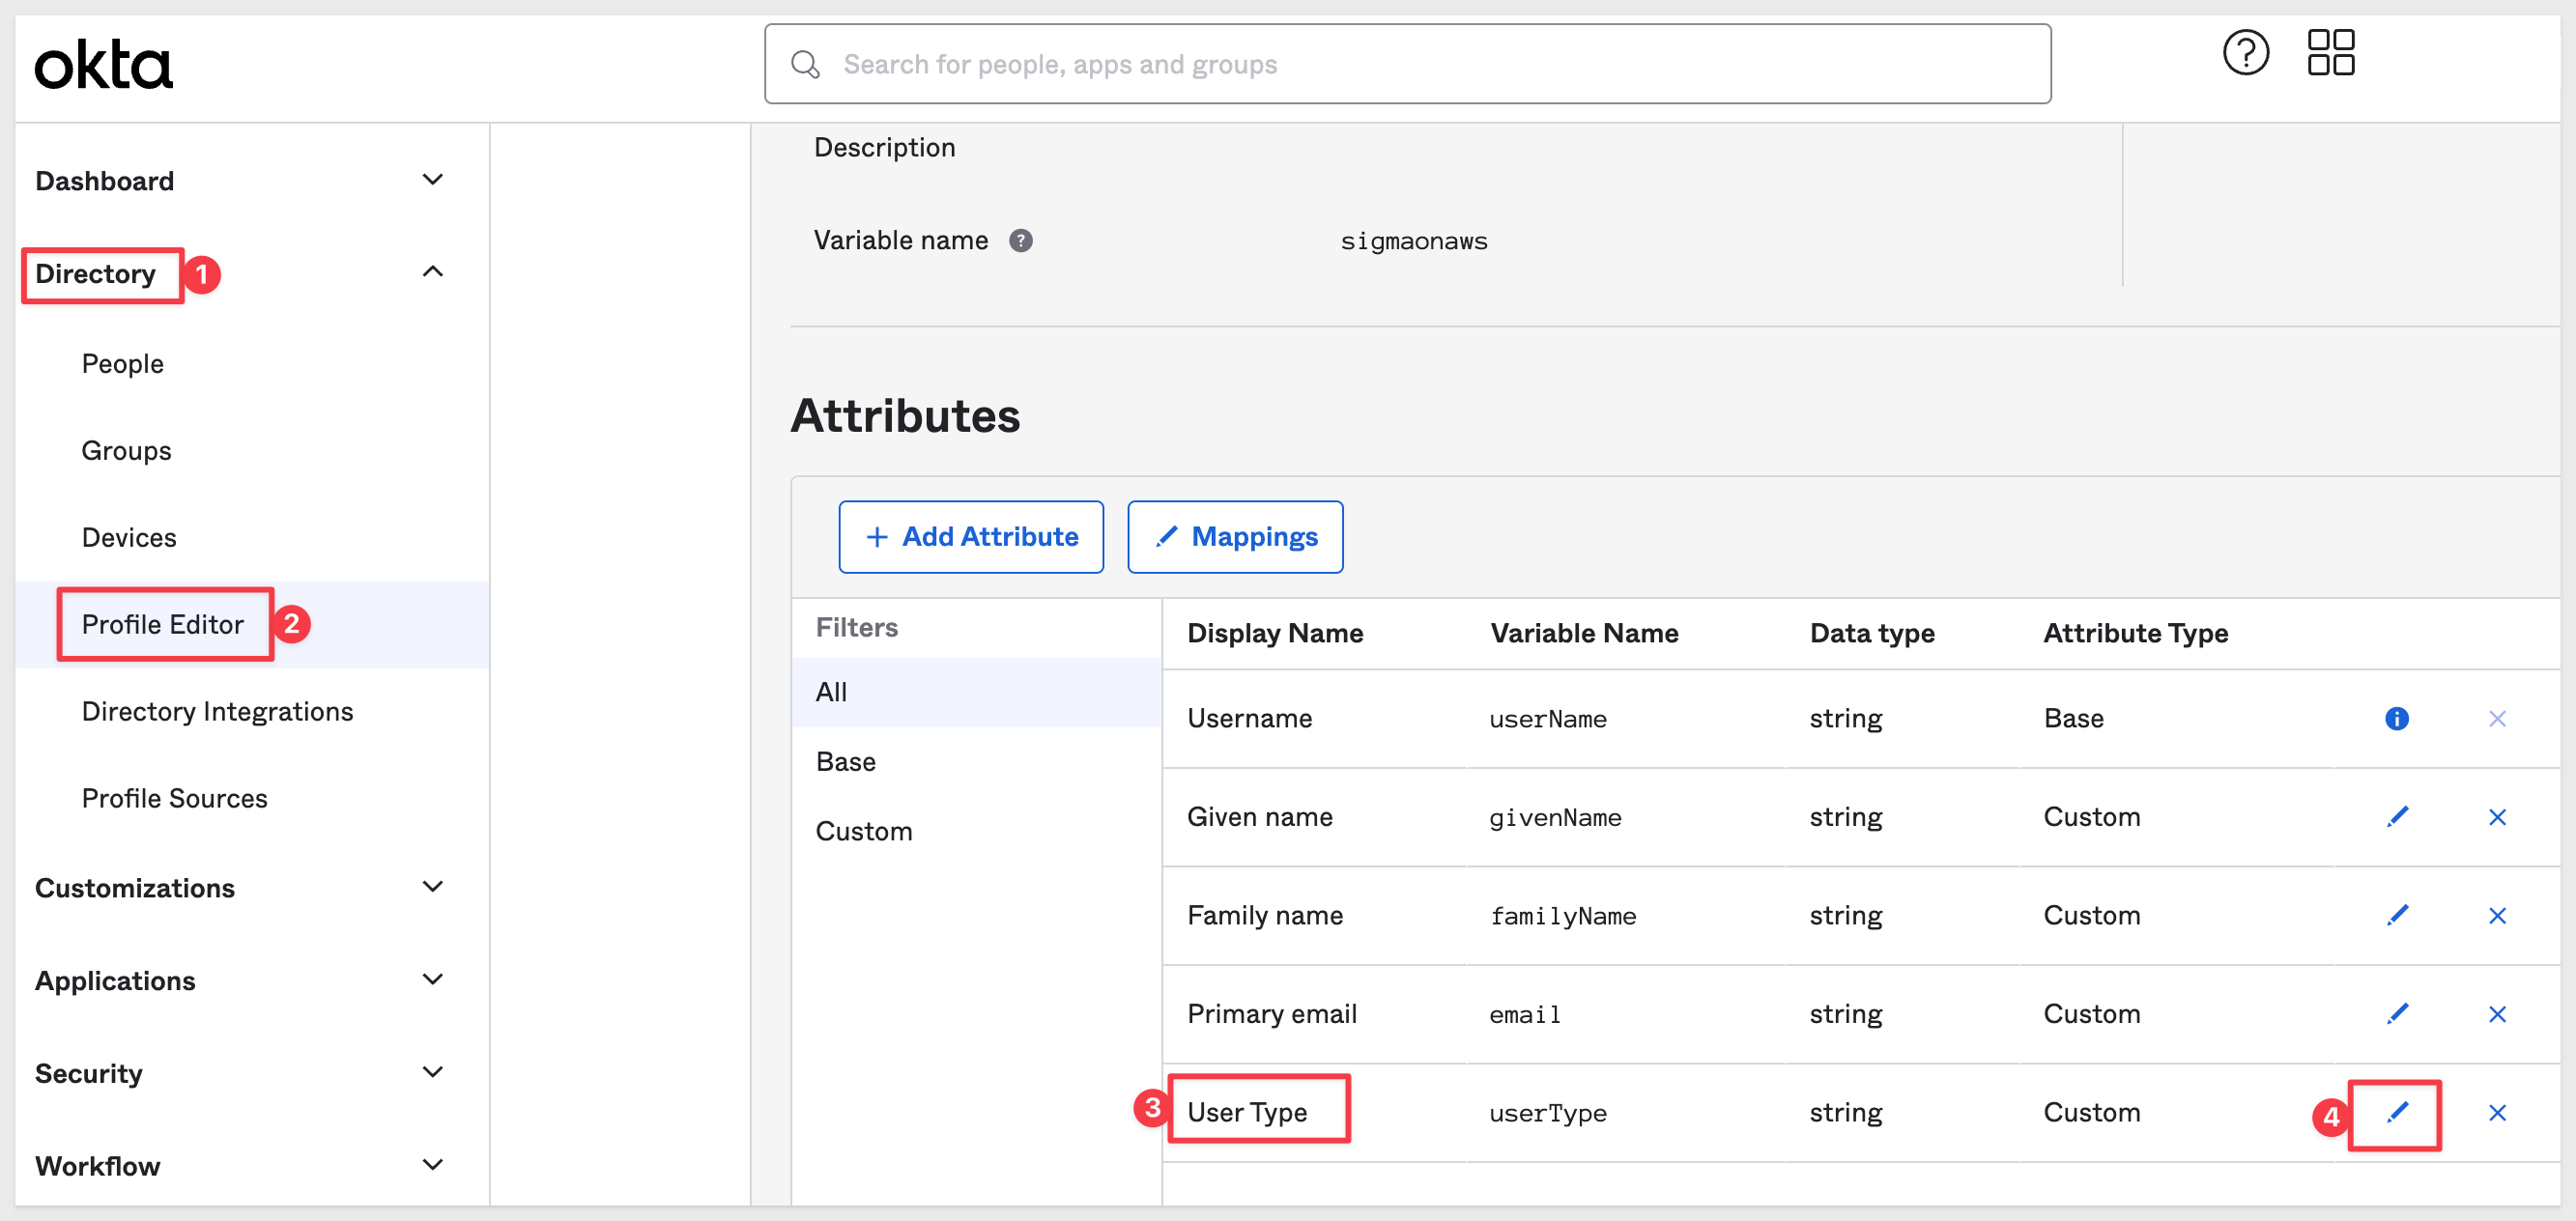 okta
Search for people, apps and groups
?
Dashboard
Directory 1
People
Groups
Devices
Profile Editor 2
Directory Integrations
Profile Sources
Customizations
Applications
Security
Workflow
Description
Variable name ? sigmaonaws
Attributes
+ Add Attribute Mappings
Filters
All
Base
Custom
Display Name Variable Name Data type Attribute Type
Username userName string Base i
Given name givenName string Custom
Family name familyName string Custom
Primary email email string Custom
3 User Type userType string Custom 4